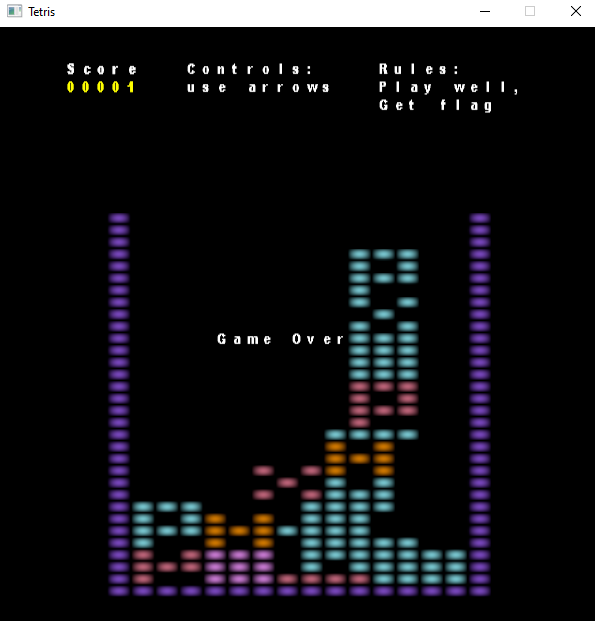 Tetris
Score
00001
Controls:
use arrows
Rules:
Play well,
Get flag
Game Over